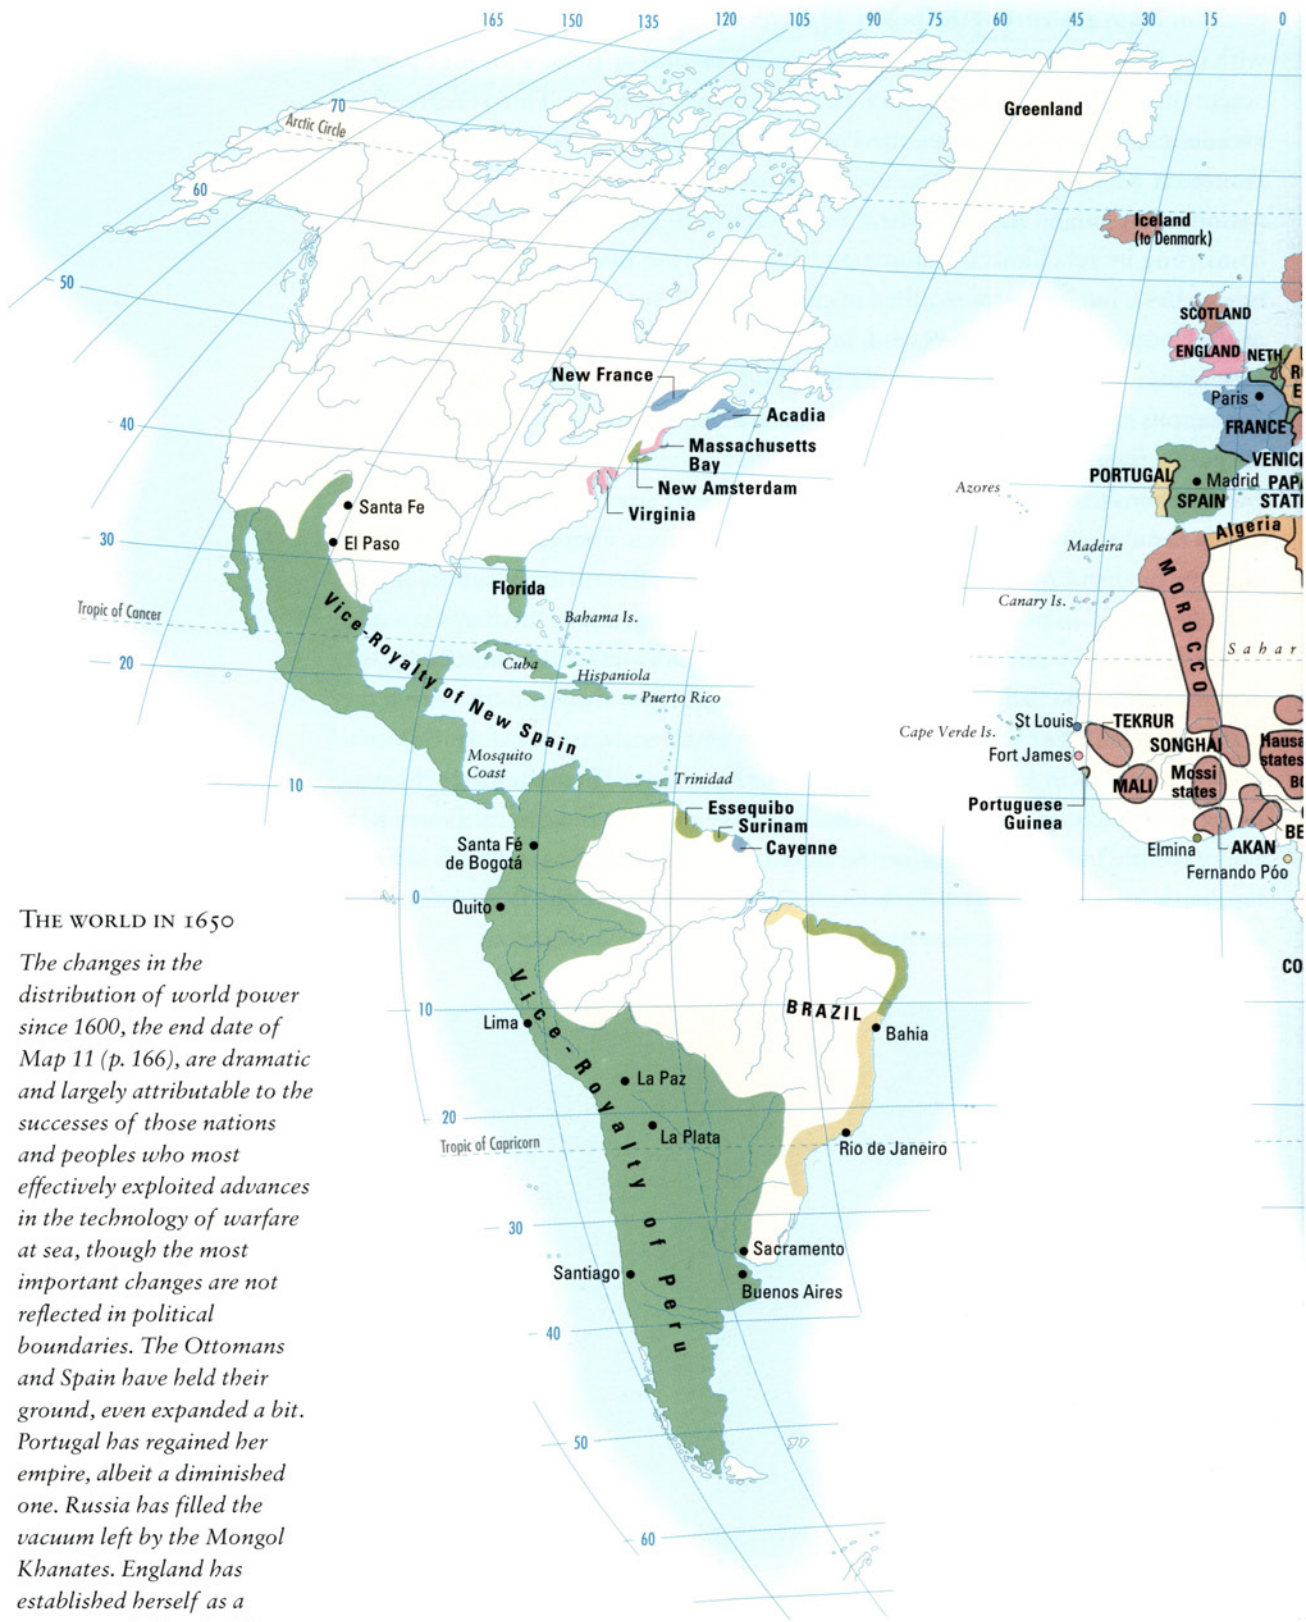 165 150 135 120 105 90 75 60 45 30 15 0
70
Arctic Circle
Greenland
60
Iceland
(to Denmark)
50
SCOTLAND
ENGLAND NETH.
New France
Paris
Acadia
FRANCE
40
Massachusetts
Bay
VENICI
PORTUGAL
Madrid PAPA
New Amsterdam
Azores
SPAIN STATI
Santa Fe
Virginia
Algeria
30
El Paso
Madeira
MOROCCO
Florida
Canary Is.
Tropic of Cancer
Bahama Is.
Vice-Royalty of New Spain
Sahar
20
Cuba
Hispaniola
Puerto Rico
St Louis
TEKRUR
Cape Verde Is.
SONGHAI
Hausa
states
Mosquito
Coast
Fort James
Trinidad
MALI
Mossi
states
BO
10
Essequibo
Portuguese
Guinea
Surinam
BE
Santa Fé
de Bogotá
Cayenne
Elmina
AKAN
Fernando Póo
0
Quito
THE WORLD IN 1650
The changes in the
distribution of world power
since 1600, the end date of
Map 11 (p. 166), are dramatic
and largely attributable to the
successes of those nations
and peoples who most
effectively exploited advances
in the technology of warfare
at sea, though the most
important changes are not
reflected in political
boundaries. The Ottomans
and Spain have held their
ground, even expanded a bit.
Portugal has regained her
empire, albeit a diminished
one. Russia has filled the
vacuum left by the Mongol
Khanates. England has
established herself as a
CO
Vice-Royalty of Peru
10
BRAZIL
Lima
Bahia
La Paz
20
La Plata
Tropic of Capricorn
Rio de Janeiro
30
Sacramento
Santiago
Buenos Aires
40
50
60